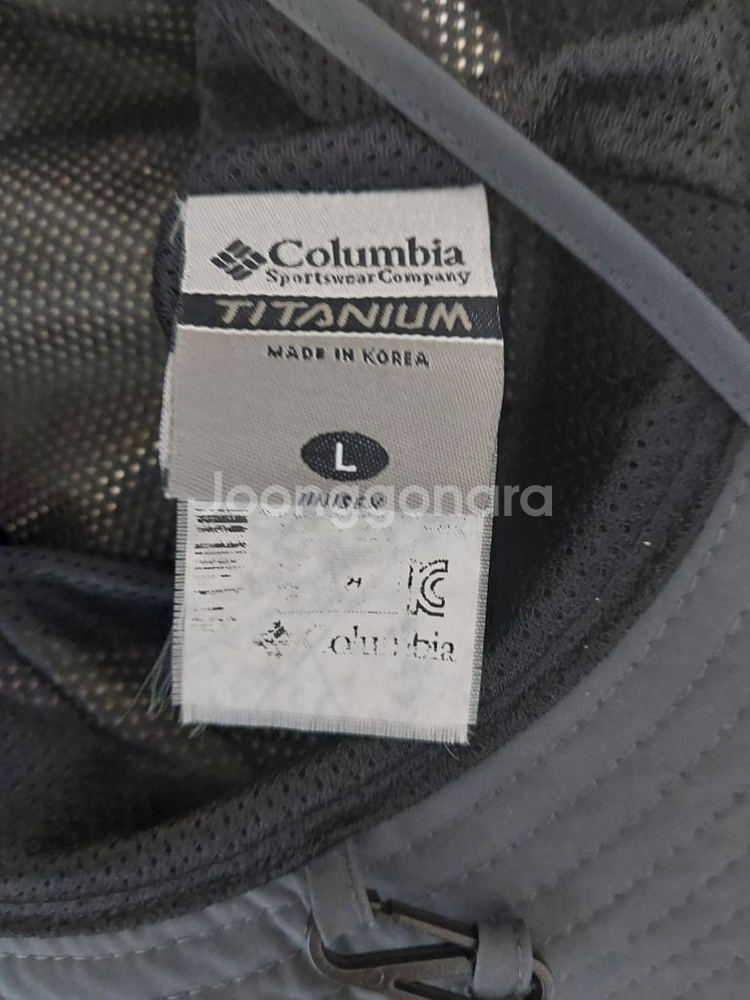 Columbia
Sportswear Company
TITANIUM
MADE IN KOREA
L
UNISEX
Joonggonara
Columbia